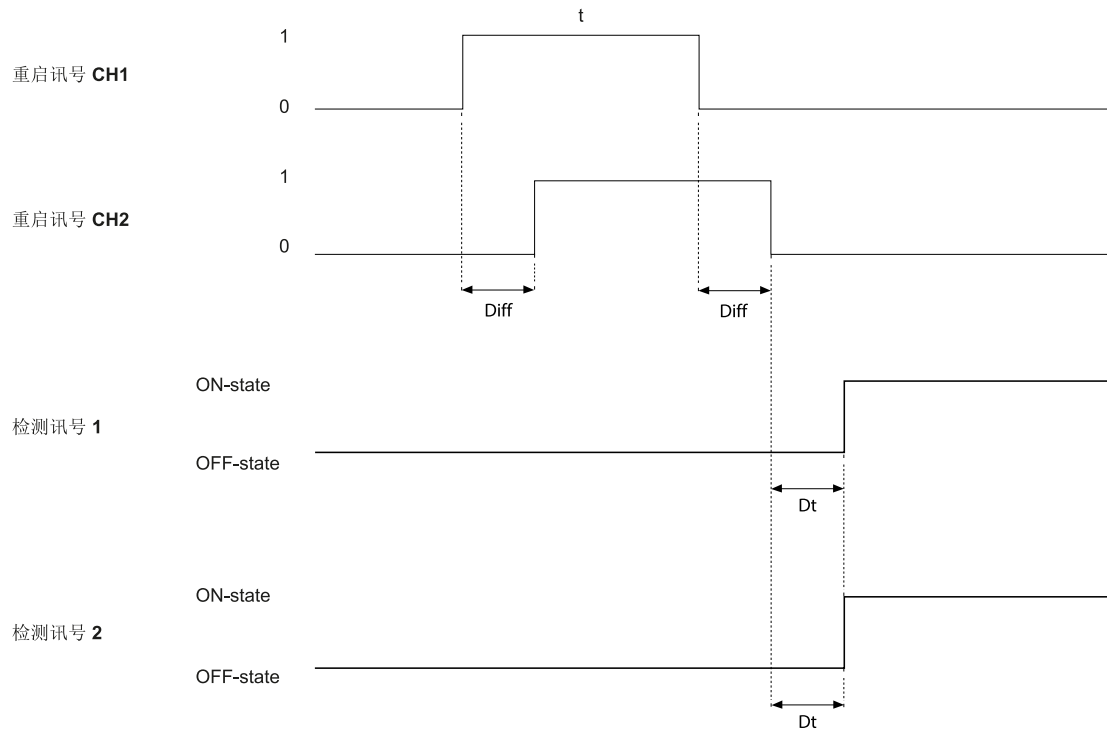 t
1
重启讯号 CH1
0
1
重启讯号 CH2
0
Diff
Diff
ON-state
检测讯号 1
OFF-state
Dt
ON-state
检测讯号 2
OFF-state
Dt